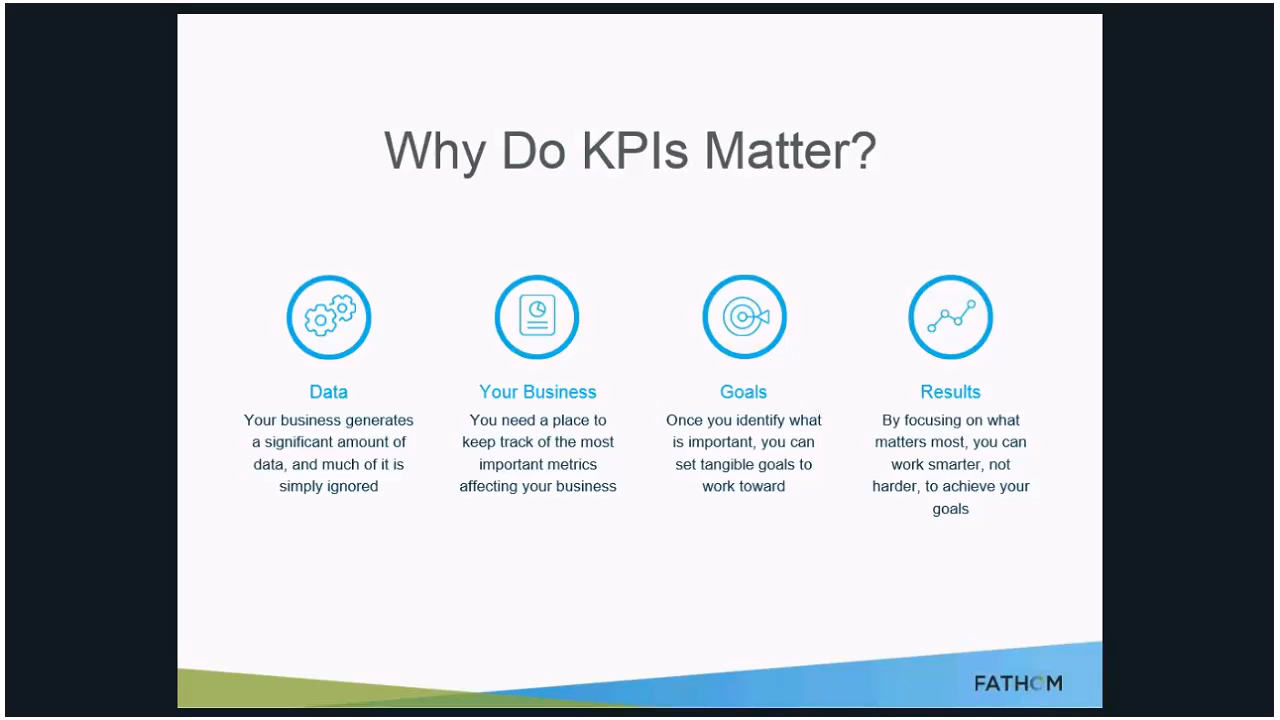 Why Do KPIs Matter?
Data
Your business generates
a significant amount of
data, and much of it is
simply ignored
Your Business
You need a place to
keep track of the most
important metrics
affecting your business
Goals
Once you identify what
is important, you can
set tangible goals to
work toward
Results
By focusing on what
matters most, you can
work smarter, not
harder, to achieve your
goals
FATHOM